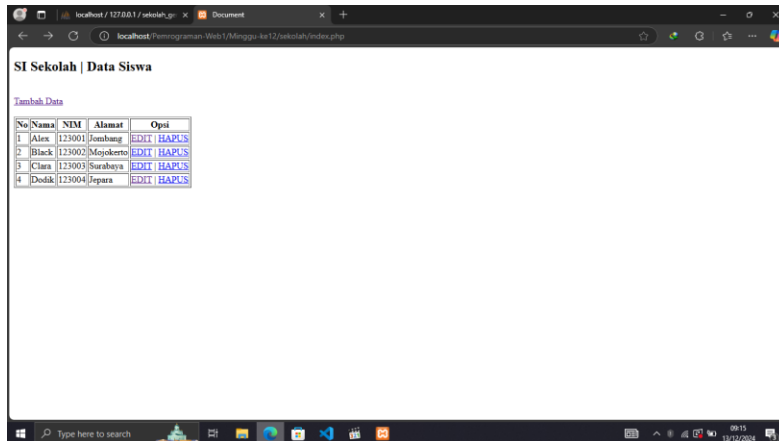 localhost / 127.0.0.1 / sekolah_ge
Document
localhost/Pemrograman-Web1/Minggu-ke12/sekolah/index.php
SI Sekolah | Data Siswa
Tambah Data
No Nama NIM Alamat Opsi
1 Alex 123001 Jombang EDIT | HAPUS
2 Black 123002 Mojokerto EDIT | HAPUS
3 Clara 123003 Surabaya EDIT | HAPUS
4 Dodik 123004 Jepara EDIT | HAPUS
Type here to search
09:15
13/12/2024